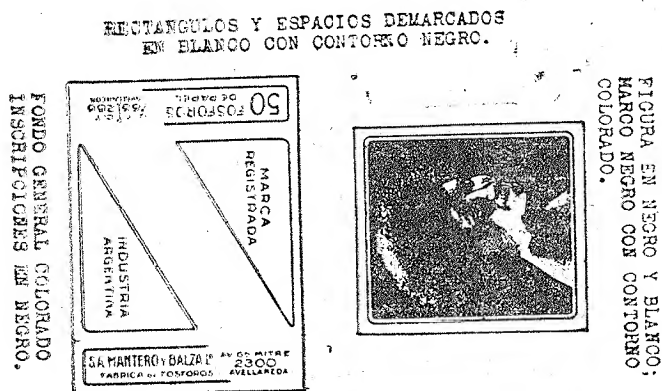 RECTANGULOS Y ESPACIOS DEMARCADOS
EN BLANCO CON CONTORNO NEGRO.
FONDO GENERAL COLORADO
INSCRIPCIONES EN NEGRO.
50 FOSFOROS
DE PAPEL
MARCA
REGISTRADA
INDUSTRIA
ARGENTINA
S.A. MANTERO Y BALZA Lª
FABRICA DE FOSFOROS
AV. DE MITRE
2300
AVELLANEDA
FIGURA EN NEGRO Y BLANCO;
MARCO NEGRO CON CONTORNO
COLORADO.